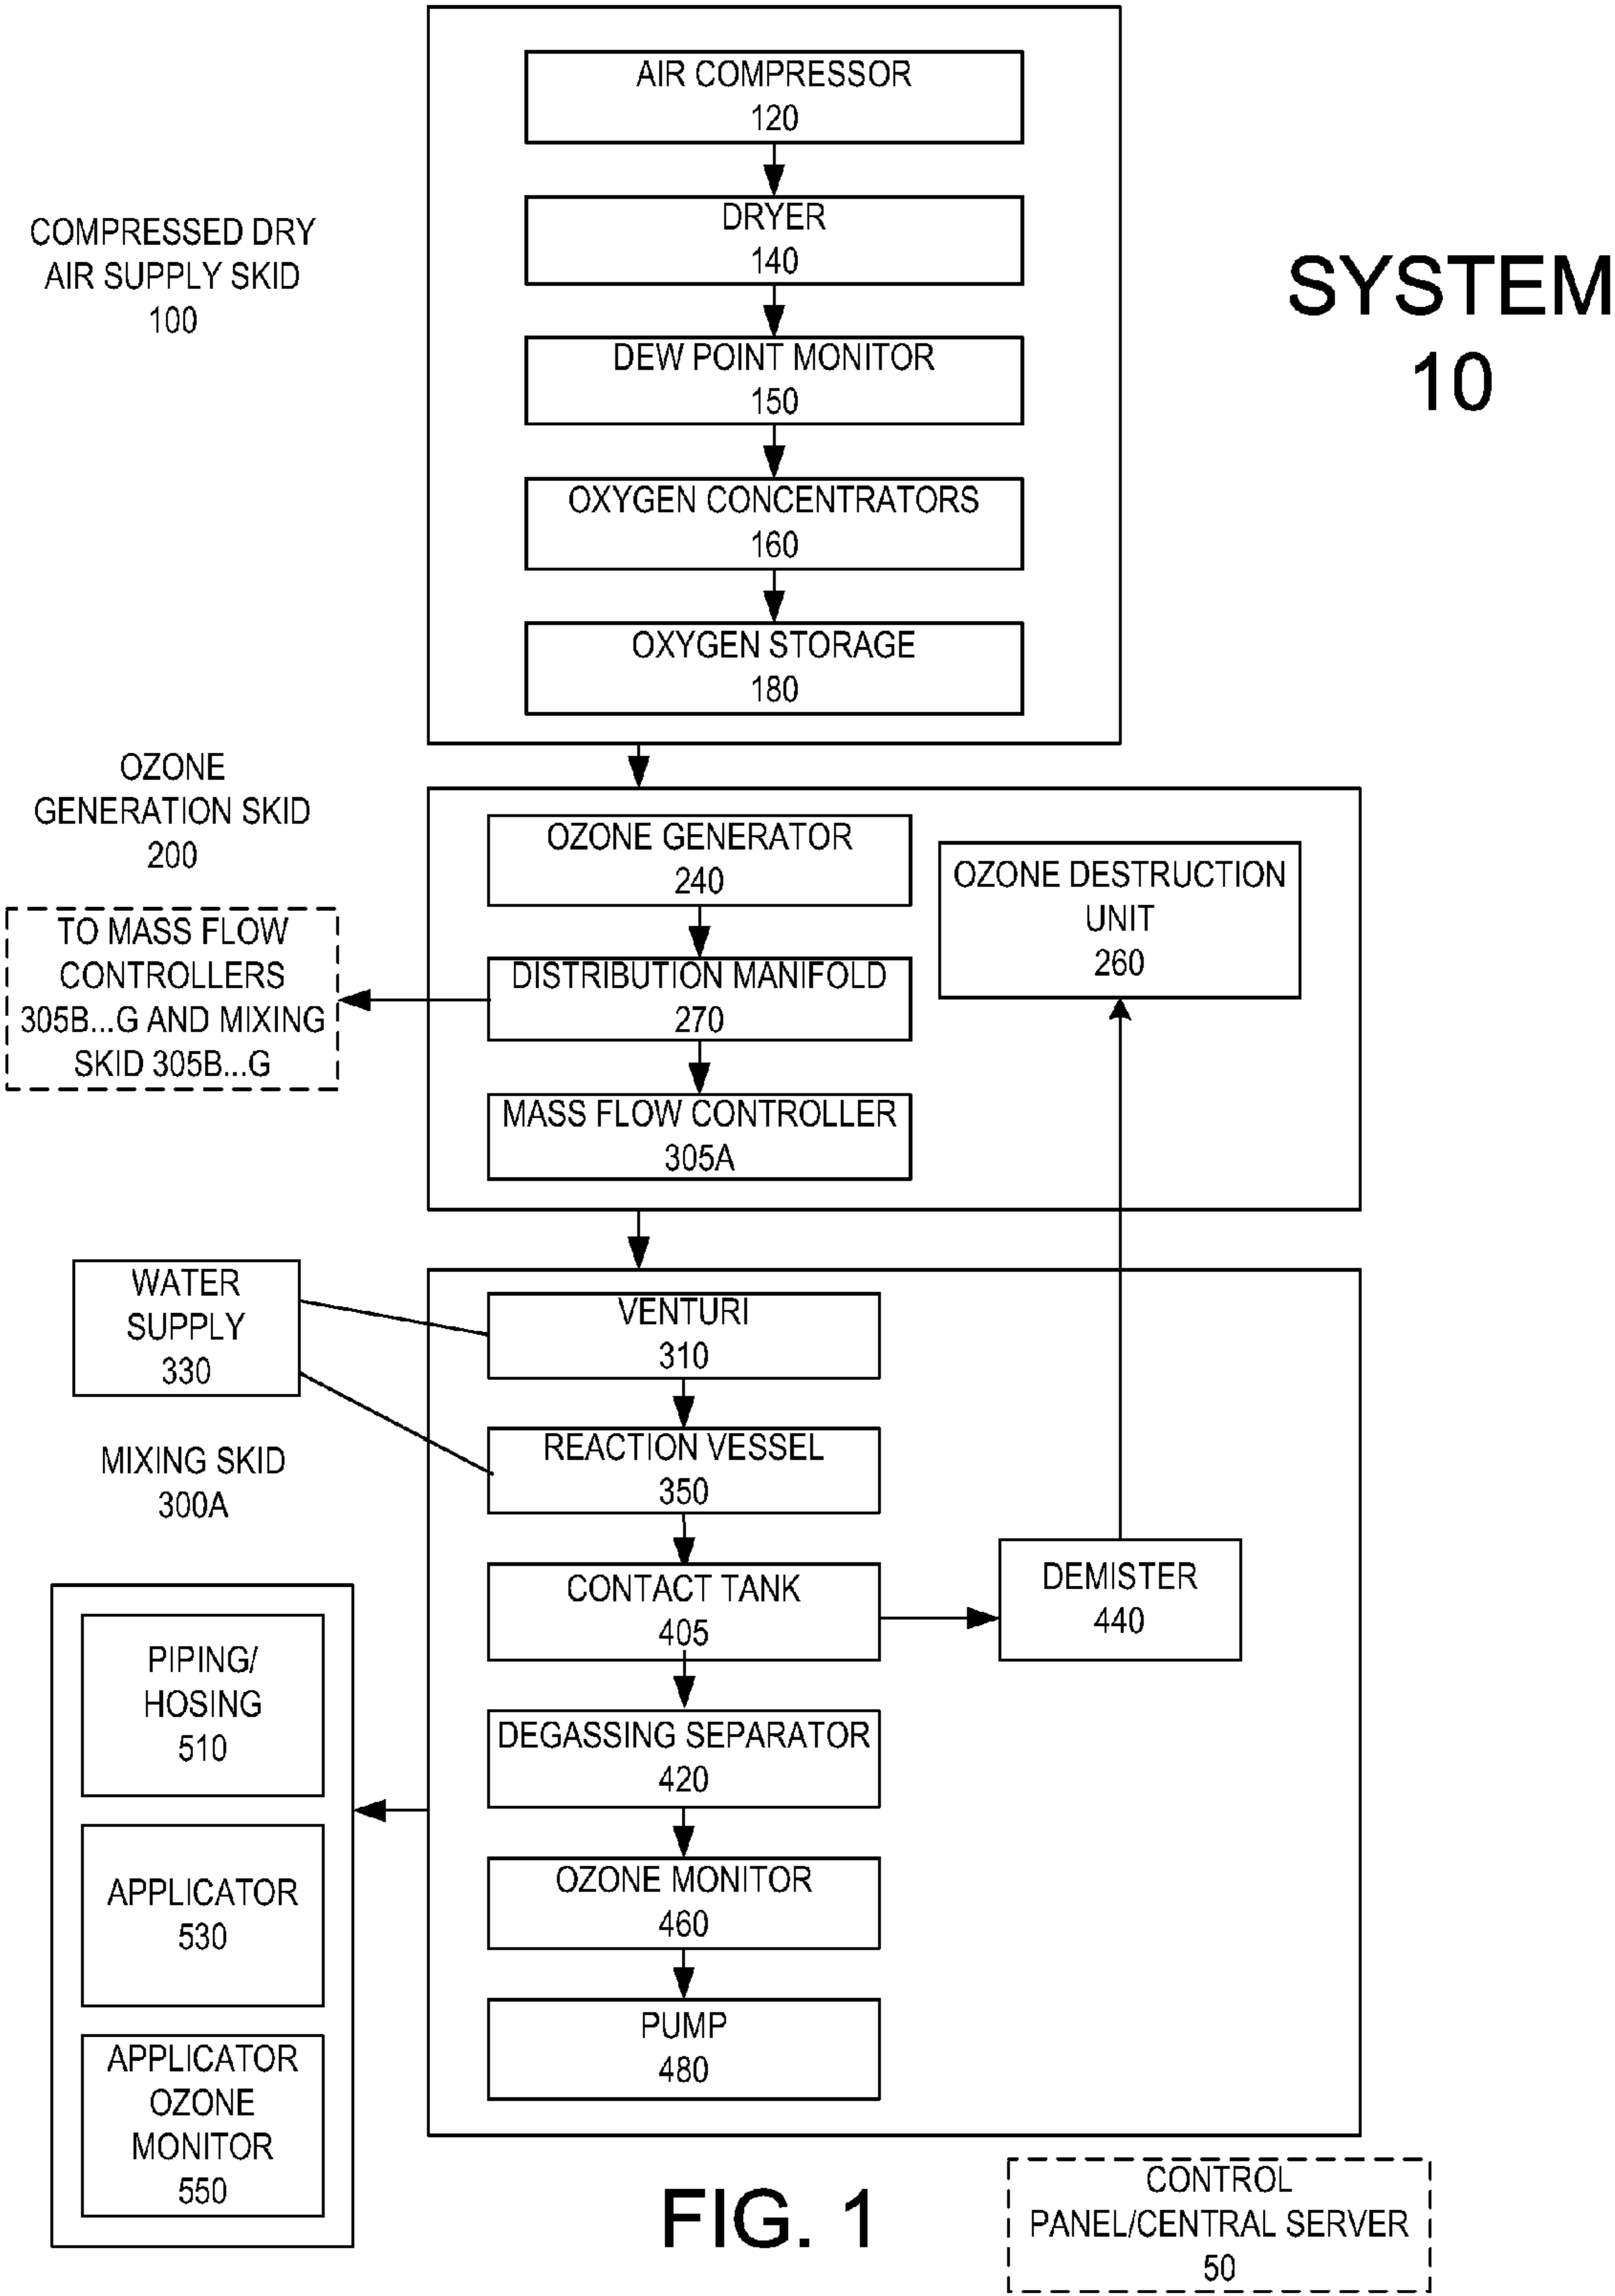 AIR COMPRESSOR
120
DRYER
140
COMPRESSED DRY
AIR SUPPLY SKID
100
SYSTEM
10
DEW POINT MONITOR
150
OXYGEN CONCENTRATORS
160
OXYGEN STORAGE
180
OZONE
GENERATION SKID
200
OZONE GENERATOR
240
OZONE DESTRUCTION
UNIT
260
TO MASS FLOW
CONTROLLERS
305B...G AND MIXING
SKID 305B...G
DISTRIBUTION MANIFOLD
270
MASS FLOW CONTROLLER
305A
WATER
SUPPLY
330
VENTURI
310
MIXING SKID
300A
REACTION VESSEL
350
CONTACT TANK
405
DEMISTER
440
PIPING/
HOSING
510
DEGASSING SEPARATOR
420
APPLICATOR
530
OZONE MONITOR
460
PUMP
480
APPLICATOR
OZONE
MONITOR
550
FIG. 1
CONTROL
PANEL/CENTRAL SERVER
50